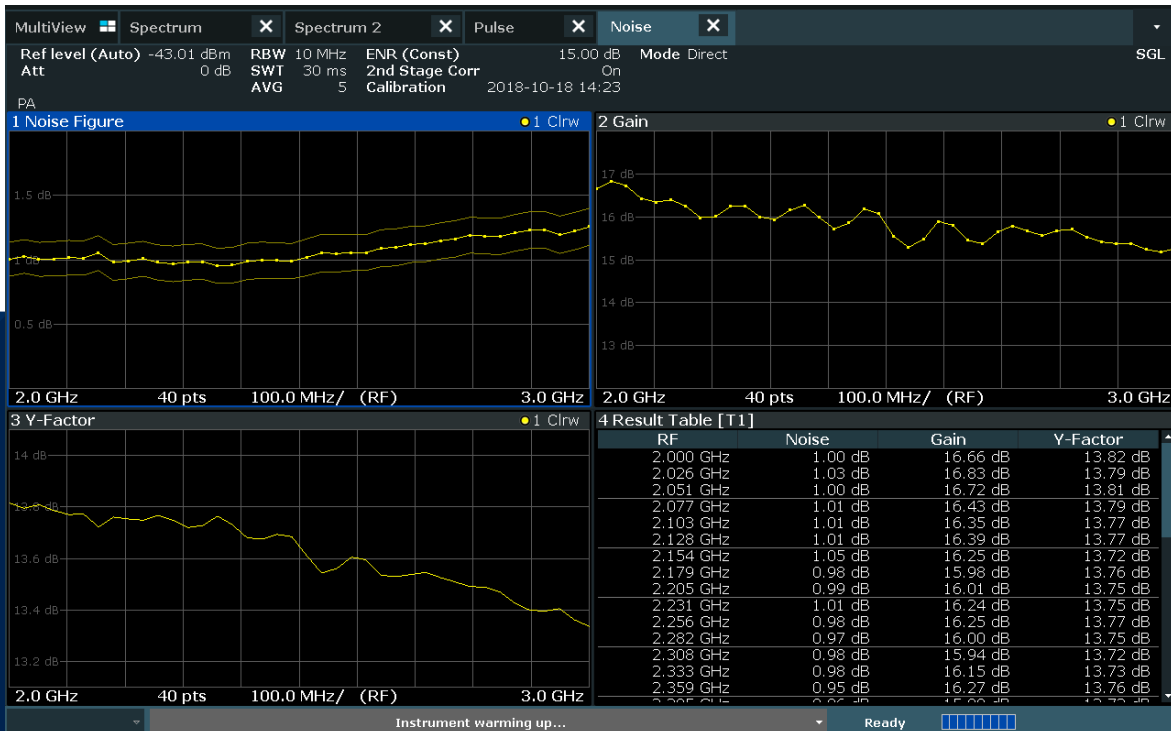 MultiView Spectrum Spectrum 2 Pulse Noise
Ref level (Auto) -43.01 dBm RBW 10 MHz ENR (Const) 15.00 dB Mode Direct SGL
Att 0 dB SWT 30 ms 2nd Stage Corr On
AVG 5 Calibration 2018-10-18 14:23
PA
1 Noise Figure 1 Clrw
1.5 dB
1 dB
0.5 dB
2.0 GHz 40 pts 100.0 MHz/ (RF) 3.0 GHz
2 Gain 1 Clrw
17 dB
16 dB
15 dB
14 dB
13 dB
2.0 GHz 40 pts 100.0 MHz/ (RF) 3.0 GHz
3 Y-Factor 1 Clrw
14 dB
13.8 dB
13.6 dB
13.4 dB
13.2 dB
2.0 GHz 40 pts 100.0 MHz/ (RF) 3.0 GHz
4 Result Table [T1]
RF Noise Gain Y-Factor
2.000 GHz 1.00 dB 16.66 dB 13.82 dB
2.026 GHz 1.03 dB 16.83 dB 13.79 dB
2.051 GHz 1.00 dB 16.72 dB 13.81 dB
2.077 GHz 1.01 dB 16.43 dB 13.79 dB
2.103 GHz 1.01 dB 16.35 dB 13.77 dB
2.128 GHz 1.01 dB 16.39 dB 13.77 dB
2.154 GHz 1.05 dB 16.25 dB 13.72 dB
2.179 GHz 0.98 dB 15.98 dB 13.76 dB
2.205 GHz 0.99 dB 16.01 dB 13.75 dB
2.231 GHz 1.01 dB 16.24 dB 13.75 dB
2.256 GHz 0.98 dB 16.25 dB 13.77 dB
2.282 GHz 0.97 dB 16.00 dB 13.75 dB
2.308 GHz 0.98 dB 15.94 dB 13.72 dB
2.333 GHz 0.98 dB 16.15 dB 13.73 dB
2.359 GHz 0.95 dB 16.27 dB 13.76 dB
Instrument warming up... Ready